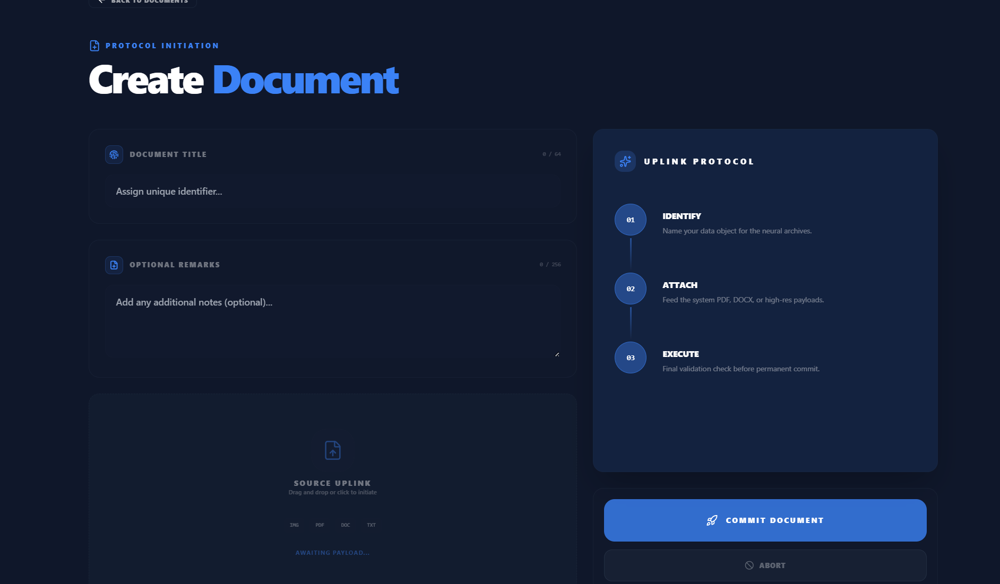 BACK TO DOCUMENTS
PROTOCOL INITIATION
Create Document
DOCUMENT TITLE
0 / 64
Assign unique identifier...
OPTIONAL REMARKS
0 / 256
Add any additional notes (optional)...
SOURCE UPLINK
Drag and drop or click to initiate
IMG PDF DOC TXT
AWAITING PAYLOAD...
UPLINK PROTOCOL
01
IDENTIFY
Name your data object for the neural archives.
02
ATTACH
Feed the system PDF, DOCX, or high-res payloads.
03
EXECUTE
Final validation check before permanent commit.
COMMIT DOCUMENT
ABORT